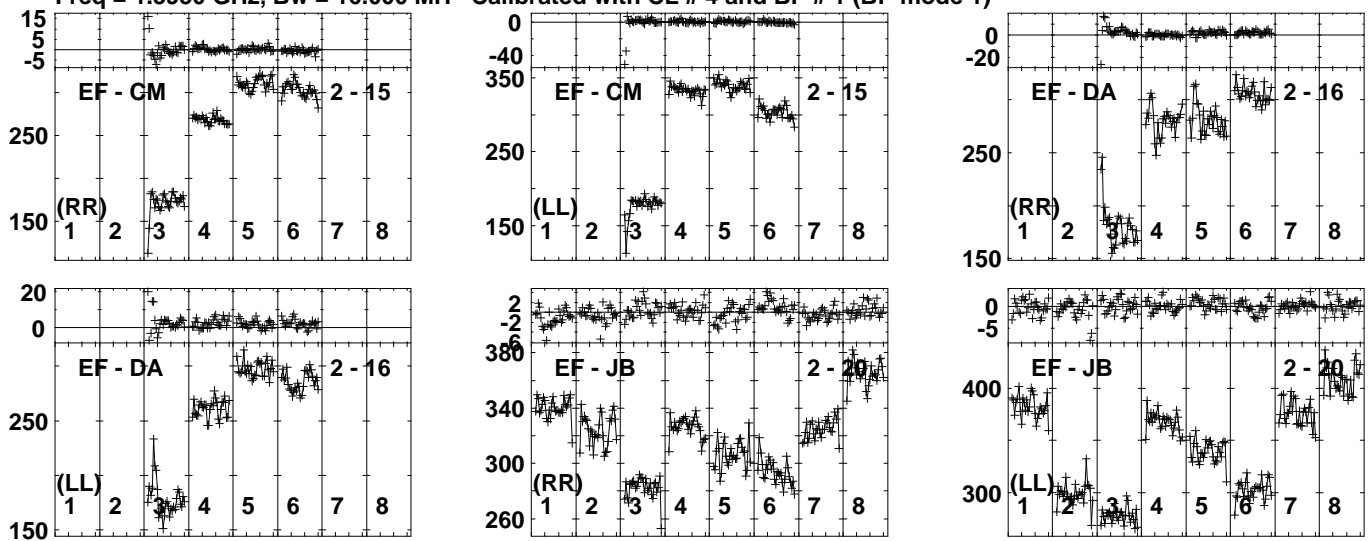 Freq = 1.6
GHz, Bw = 16.000 M
Calibrated with CL # 4 and BP # 1 (BP mode 1)
15
5
-5
EF - CM
2 - 15
250
150
(RR)
1 2 3 4 5 6 7 8
0
-40
350
EF - CM
2 - 15
250
150
(LL)
1 2 3 4 5 6 7 8
0
-20
EF - DA
2 - 16
250
150
(RR)
1 2 3 4 5 6 7 8
20
0
EF - DA
2 - 16
250
150
(LL)
1 2 3 4 5 6 7 8
2
-2
-6
380
EF - JB
2 - 20
340
300
260
(RR)
1 2 3 4 5 6 7 8
0
-5
EF - JB
2 - 20
400
300
(LL)
1 2 3 4 5 6 7 8